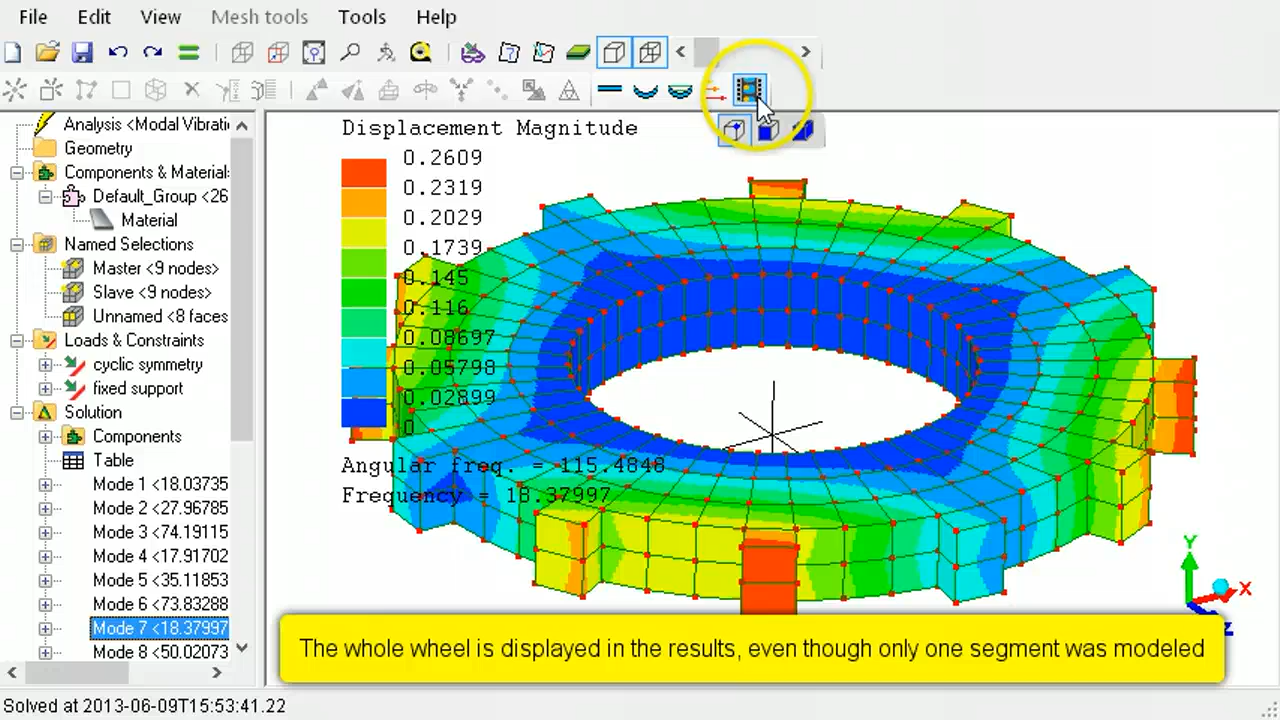 File Edit View Mesh tools Tools Help
Analysis <Modal Vibrati
Geometry
Components & Material:
Default_Group <26
Material
Named Selections
Master <9 nodes>
Slave <9 nodes>
Unnamed <8 faces
Loads & Constraints
cyclic symmetry
fixed support
Solution
Components
Table
Mode 1 <18.03735
Mode 2 <27.96785
Mode 3 <74.19115
Mode 4 <17.91702
Mode 5 <35.11853
Mode 6 <73.83288
Mode 7 <18.37997
Mode 8 <50.02073
Displacement Magnitude
0.2609
0.2319
0.2029
0.1739
0.145
0.116
0.08697
0.05798
0.02899
0
Angular freq. = 115.4848
Frequency = 18.37997
Y
X
Z
The whole wheel is displayed in the results, even though only one segment was modeled
Solved at 2013-06-09T15:53:41.22